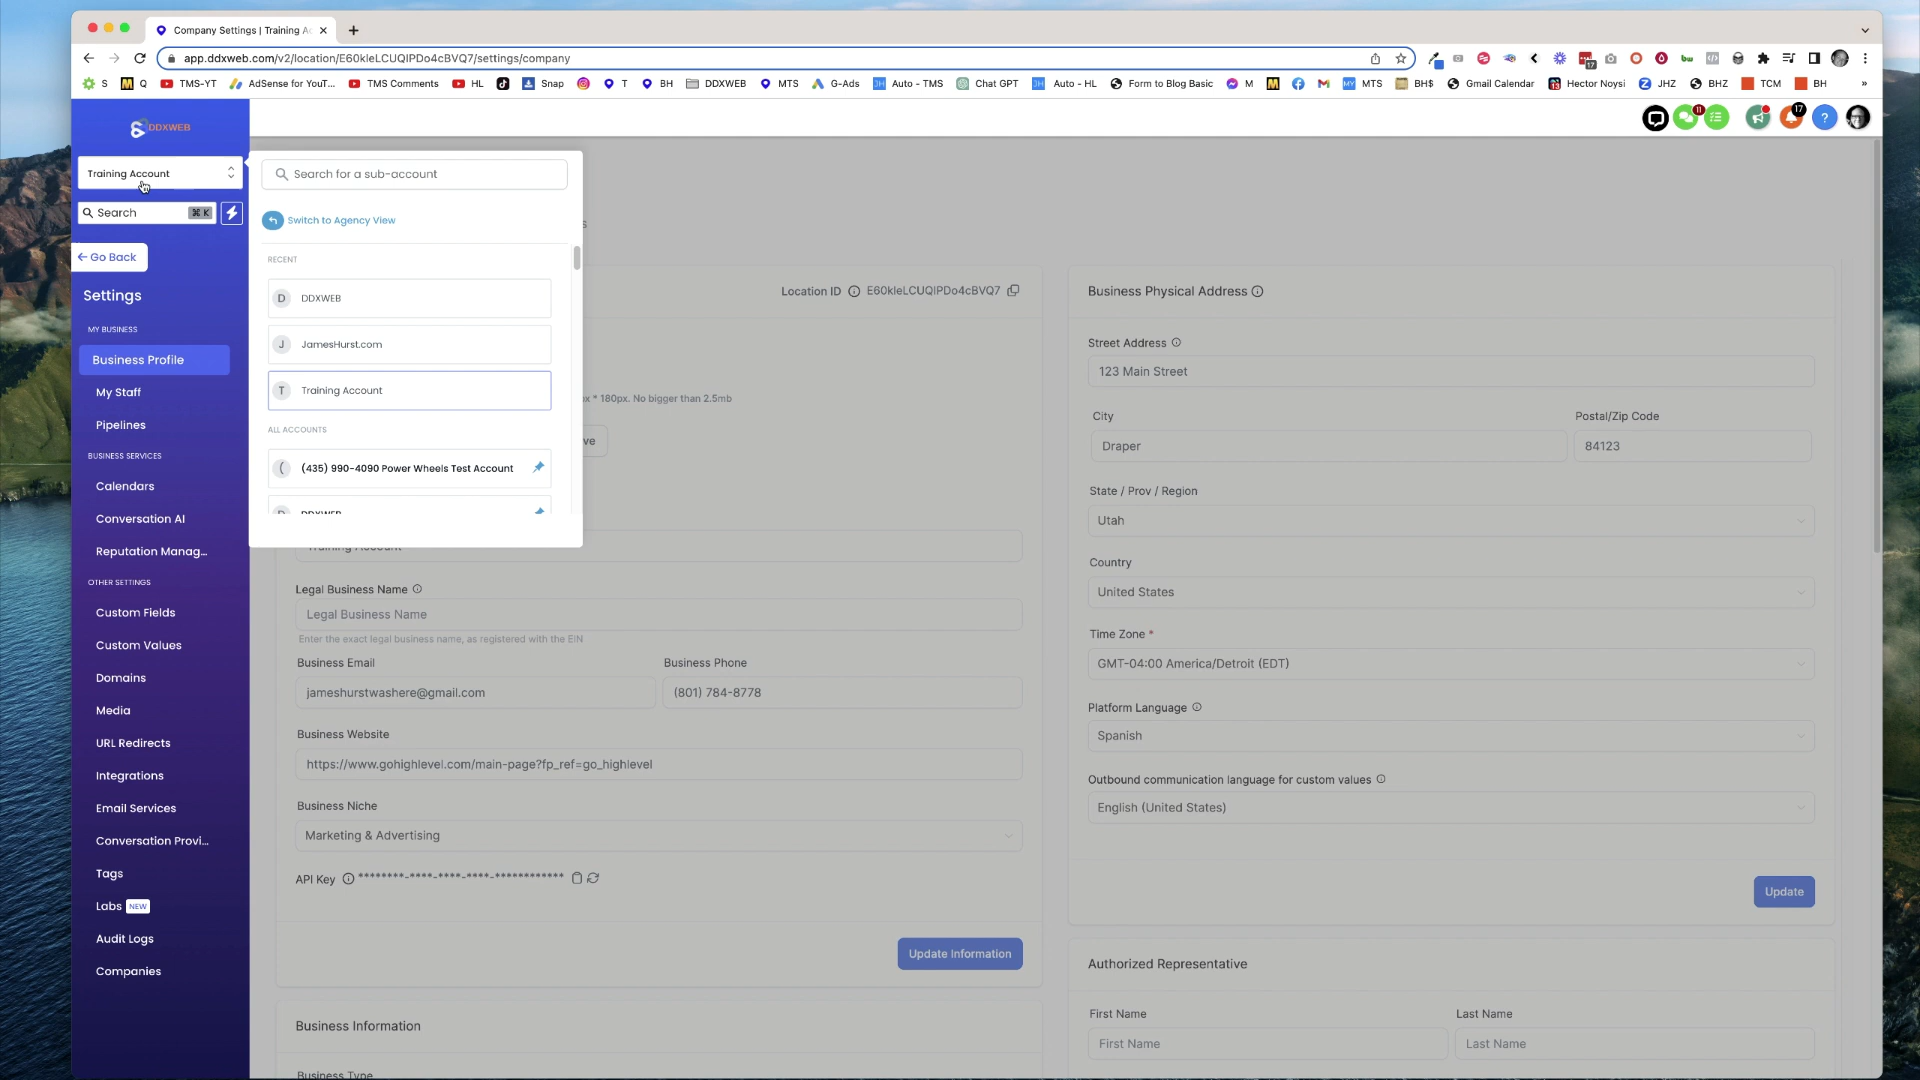 Company Settings | Training A
app.ddxweb.com/v2/location/E60kleLCUQIPDo4cBVQ7/settings/company
S
Q
TMS-YT
AdSense for YouT...
TMS Comments
HL
Snap
T
BH
DDXWEB
MTS
G-Ads
Auto - TMS
Chat GPT
Auto - HL
Form to Blog Basic
M
MTS
BH$
Gmail Calendar
Hector Noysi
JHZ
BHZ
TCM
BH
»
DDXWEB
11
17
?
Training Account
Search
⌘ K
Go Back
Settings
MY BUSINESS
Business Profile
My Staff
Pipelines
BUSINESS SERVICES
Calendars
Conversation AI
Reputation Manag...
OTHER SETTINGS
Custom Fields
Custom Values
Domains
Media
URL Redirects
Integrations
Email Services
Conversation Provi...
Tags
Labs NEW
Audit Logs
Companies
Search for a sub-account
Switch to Agency View
RECENT
D DDXWEB
J JamesHurst.com
T Training Account
ALL ACCOUNTS
( (435) 990-4090 Power Wheels Test Account
D DDXWEB
Location ID E60kleLCUQIPDo4cBVQ7
px * 180px. No bigger than 2.5mb
ve
Training Account
Legal Business Name
Legal Business Name
Enter the exact legal business name, as registered with the EIN
Business Email
Business Phone
jameshurstwashere@gmail.com
(801) 784-8778
Business Website
https://www.gohighlevel.com/main-page?fp_ref=go_highlevel
Business Niche
Marketing & Advertising
API Key ********-****-****-****-************
Update Information
Business Information
Business Type
Business Physical Address
Street Address
123 Main Street
City
Postal/Zip Code
Draper
84123
State / Prov / Region
Utah
Country
United States
Time Zone *
GMT-04:00 America/Detroit (EDT)
Platform Language
Spanish
Outbound communication language for custom values
English (United States)
Update
Authorized Representative
First Name
Last Name
First Name
Last Name